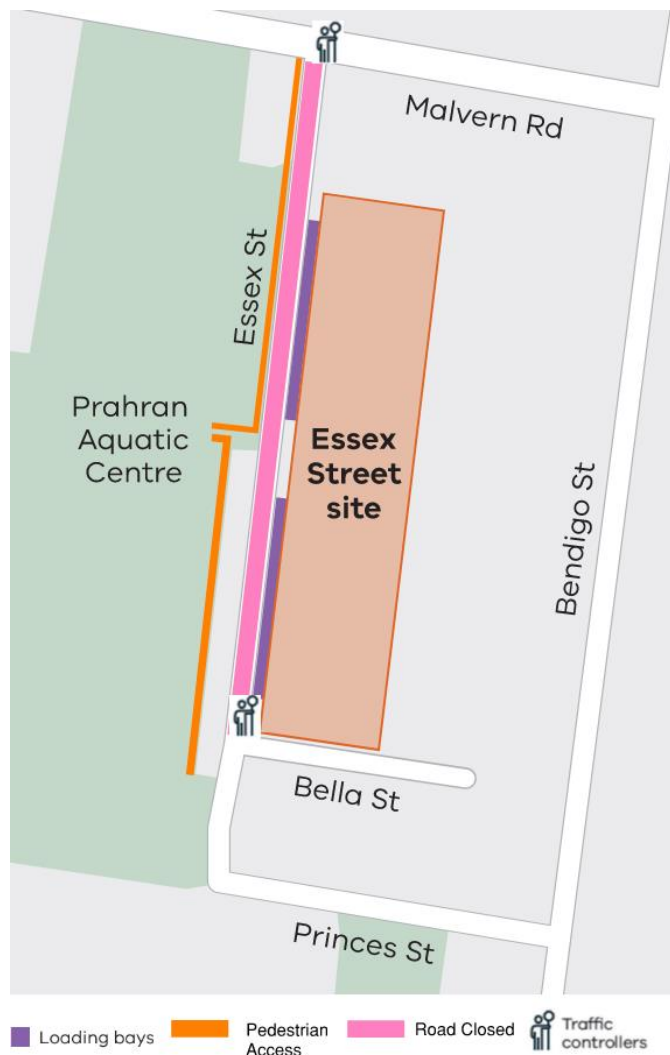 Malvern Rd
Essex St
Prahran
Aquatic
Centre
Essex
Street
site
Bendigo St
Bella St
Princes St
Loading bays
Pedestrian
Access
Road Closed
Traffic
controllers